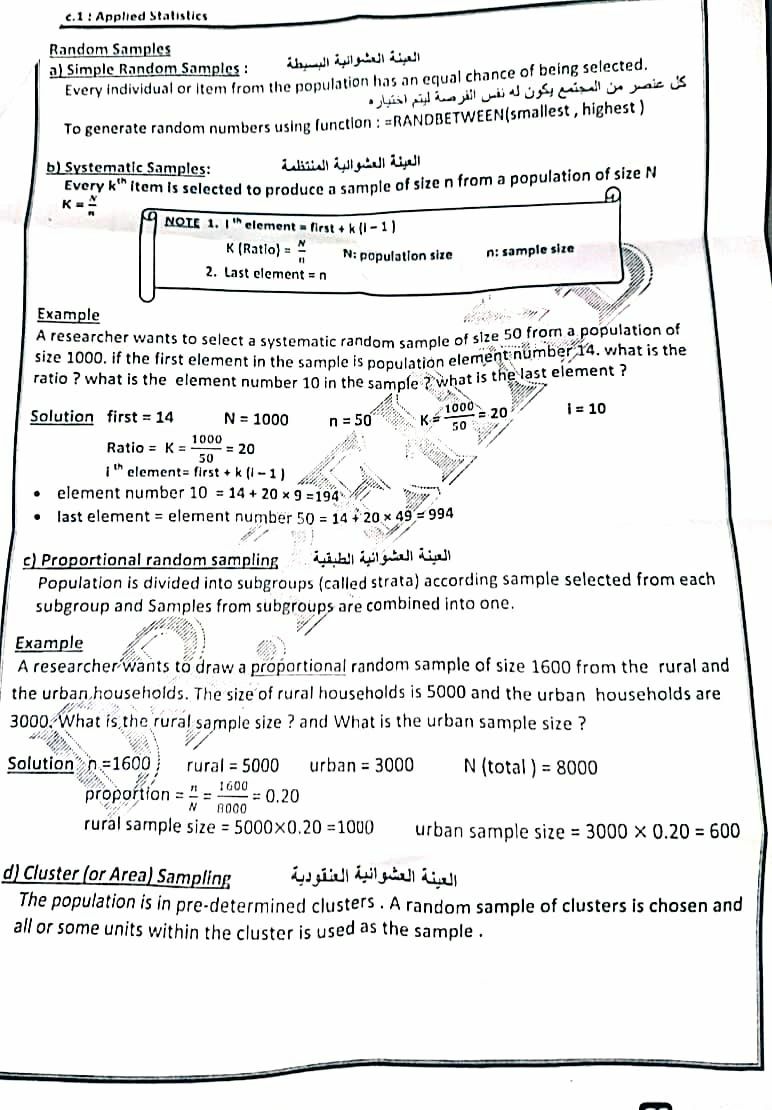 c.1 : Applied Statistics
Random Samples
a) Simple Random Samples : العينة العشوائية البسيطة
Every individual or item from the population has an equal chance of being selected.
كل عنصر من المجتمع يكون له نفس الفرصة ليتم اختياره .
To generate random numbers using function : =RANDBETWEEN(smallest , highest )
b) Systematic Samples: العينة العشوائية المنتظمة
Every kth item is selected to produce a sample of size n from a population of size N
K = N/n
NOTE 1. i th element = first + k (i − 1 )
K (Ratio) = N/n N: population size n: sample size
2. Last element = n
Example
A researcher wants to select a systematic random sample of size 50 from a population of
size 1000. if the first element in the sample is population element number 14. what is the
ratio ? what is the element number 10 in the sample ? what is the last element ?
Solution first = 14 N = 1000 n = 50 K = 1000/50 = 20 i = 10
Ratio = K = 1000/50 = 20
i th element= first + k (i − 1 )
• element number 10 = 14 + 20 × 9 =194
• last element = element number 50 = 14 + 20 × 49 = 994
c) Proportional random sampling العينة العشوائية الطبقية
Population is divided into subgroups (called strata) according sample selected from each
subgroup and Samples from subgroups are combined into one.
Example
A researcher wants to draw a proportional random sample of size 1600 from the rural and
the urban households. The size of rural households is 5000 and the urban households are
3000. What is the rural sample size ? and What is the urban sample size ?
Solution n =1600 ; rural = 5000 urban = 3000 N (total ) = 8000
proportion = n/N = 1600/8000 = 0.20
rural sample size = 5000×0.20 =1000 urban sample size = 3000 × 0.20 = 600
d) Cluster (or Area) Sampling العينة العشوائية العنقودية
The population is in pre-determined clusters . A random sample of clusters is chosen and
all or some units within the cluster is used as the sample .